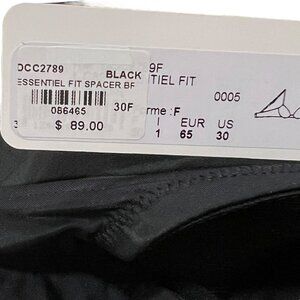 DCC2789 BLACK
ESSENTIEL FIT SPACER BF
086465 30F
$ 89.00
9F
TIEL FIT
0005
rme : F
I EUR US
1 65 30